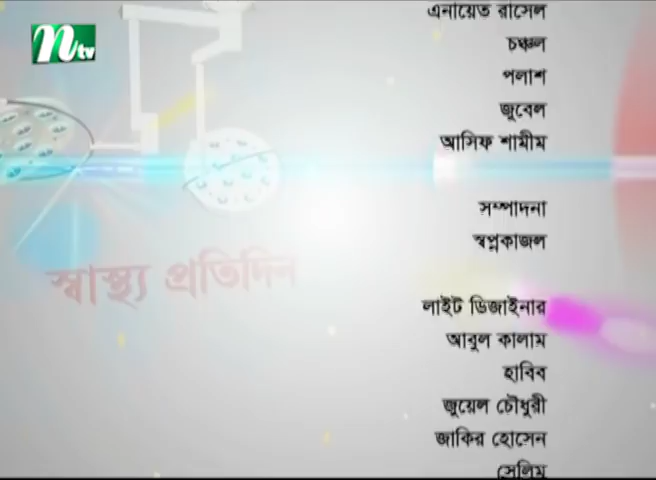 ntv
এনায়েত রাসেল
চঞ্চল
পলাশ
জুবেল
আসিফ শামীম
সম্পাদনা
স্বপ্নকাজল
স্বাস্থ্য প্রতিদিন
লাইট ডিজাইনার
আবুল কালাম
হাবিব
জুয়েল চৌধুরী
জাকির হোসেন
সেলিম